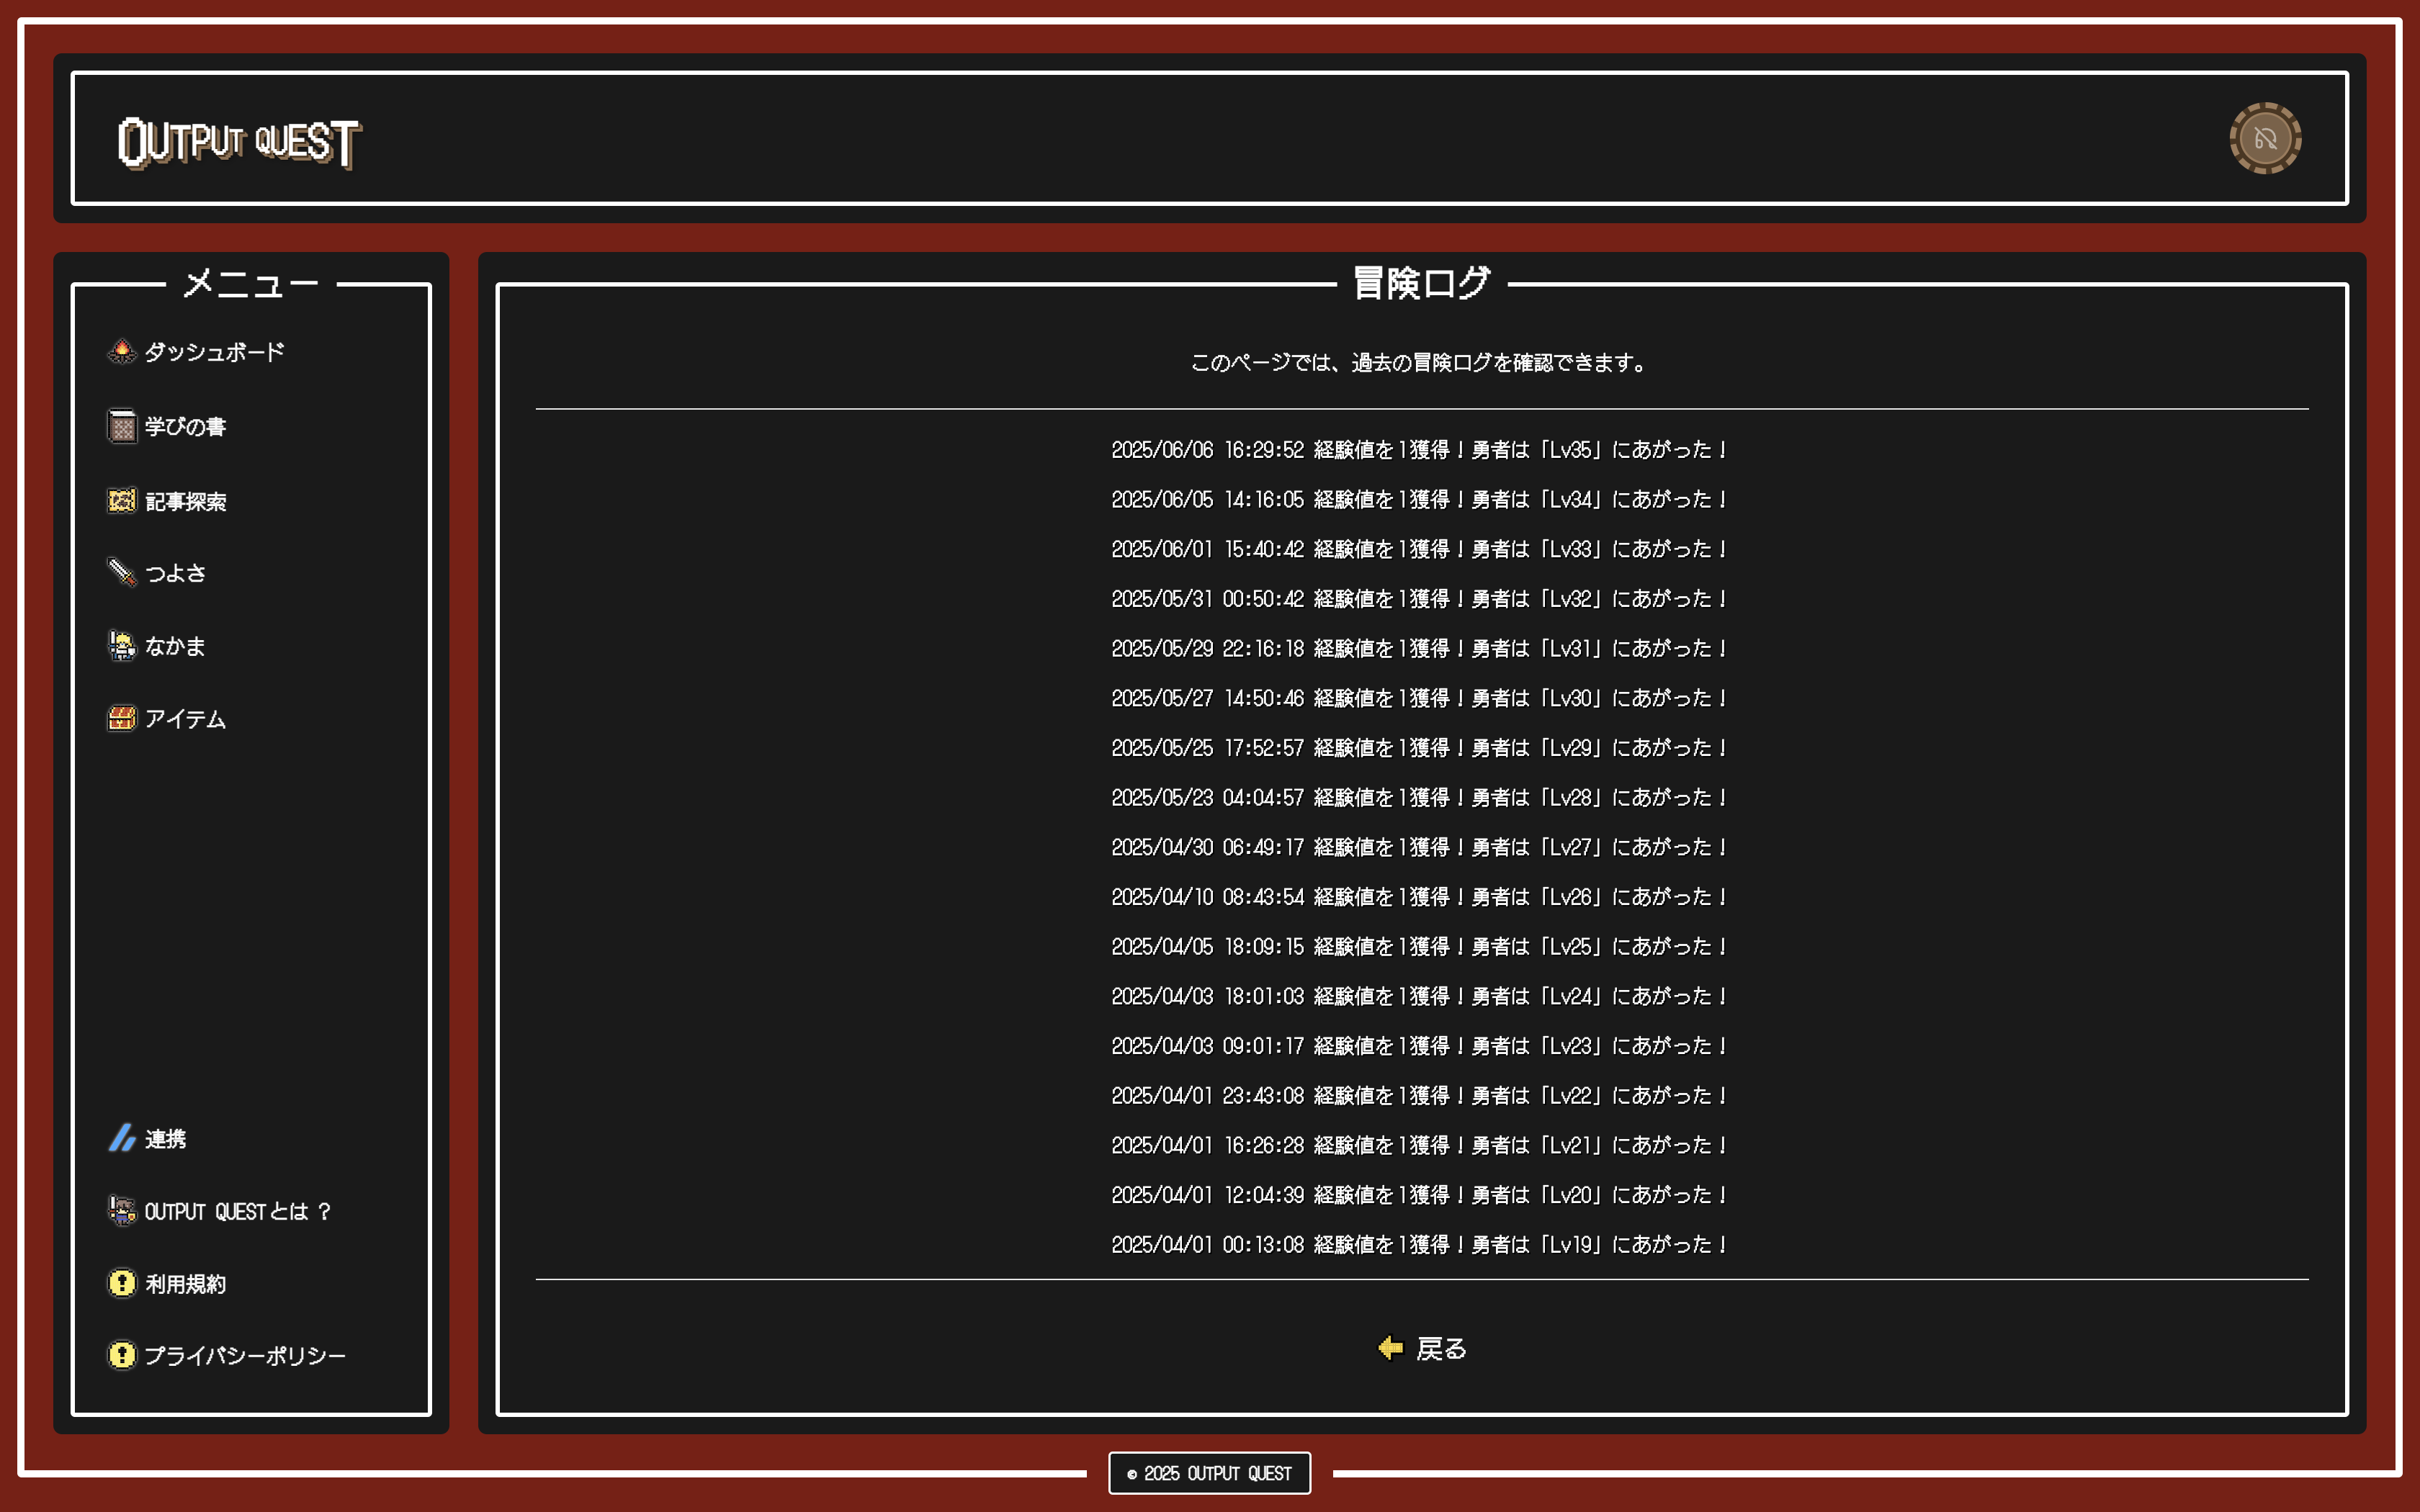 OUTPUT QUEST
メニュー
ダッシュボード
学びの書
記事探索
つよさ
なかま
アイテム
連携
OUTPUT QUESTとは ?
利用規約
プライバシーポリシー
冒険ログ
このページでは、過去の冒険ログを確認できます。
2025/06/06 16:29:52 経験値を1獲得！勇者は「Lv35」にあがった！
2025/06/05 14:16:05 経験値を1獲得！勇者は「Lv34」にあがった！
2025/06/01 15:40:42 経験値を1獲得！勇者は「Lv33」にあがった！
2025/05/31 00:50:42 経験値を1獲得！勇者は「Lv32」にあがった！
2025/05/29 22:16:18 経験値を1獲得！勇者は「Lv31」にあがった！
2025/05/27 14:50:46 経験値を1獲得！勇者は「Lv30」にあがった！
2025/05/25 17:52:57 経験値を1獲得！勇者は「Lv29」にあがった！
2025/05/23 04:04:57 経験値を1獲得！勇者は「Lv28」にあがった！
2025/04/30 06:49:17 経験値を1獲得！勇者は「Lv27」にあがった！
2025/04/10 08:43:54 経験値を1獲得！勇者は「Lv26」にあがった！
2025/04/05 18:09:15 経験値を1獲得！勇者は「Lv25」にあがった！
2025/04/03 18:01:03 経験値を1獲得！勇者は「Lv24」にあがった！
2025/04/03 09:01:17 経験値を1獲得！勇者は「Lv23」にあがった！
2025/04/01 23:43:08 経験値を1獲得！勇者は「Lv22」にあがった！
2025/04/01 16:26:28 経験値を1獲得！勇者は「Lv21」にあがった！
2025/04/01 12:04:39 経験値を1獲得！勇者は「Lv20」にあがった！
2025/04/01 00:13:08 経験値を1獲得！勇者は「Lv19」にあがった！
戻る
© 2025 OUTPUT QUEST